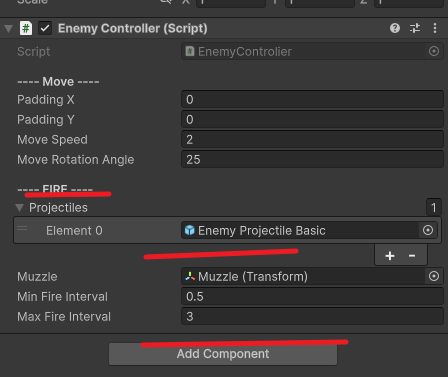 Scale X 1 Y 1 Z 1
# Enemy Controller (Script)
Script # EnemyController
---- Move ----
Padding X 0
Padding Y 0
Move Speed 2
Move Rotation Angle 25
---- FIRE ----
Projectiles 1
Element 0 Enemy Projectile Basic
+ -
Muzzle Muzzle (Transform)
Min Fire Interval 0.5
Max Fire Interval 3
Add Component